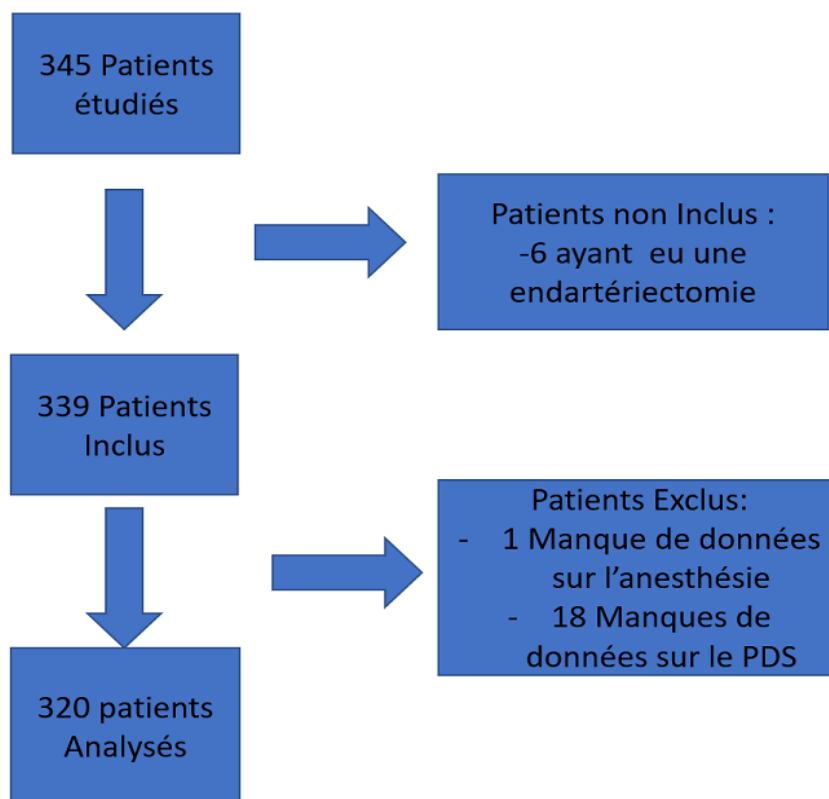 345 Patients
étudiés
Patients non Inclus :
-6 ayant eu une
endartériectomie
339 Patients
Inclus
Patients Exclus:
- 1 Manque de données
sur l’anesthésie
- 18 Manques de
données sur le PDS
320 patients
Analysés